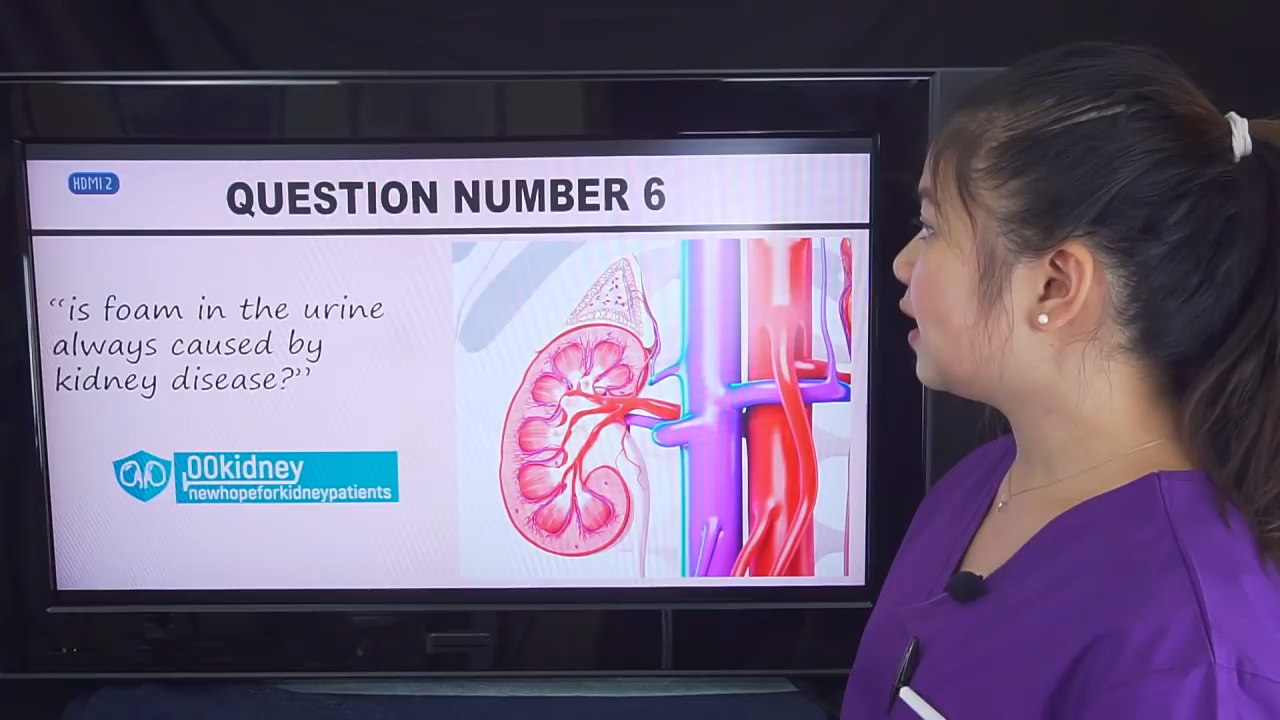 HDMI 2
QUESTION NUMBER 6
“is foam in the urine
always caused by
kidney disease?”
00kidney
newhopeforkidneypatients